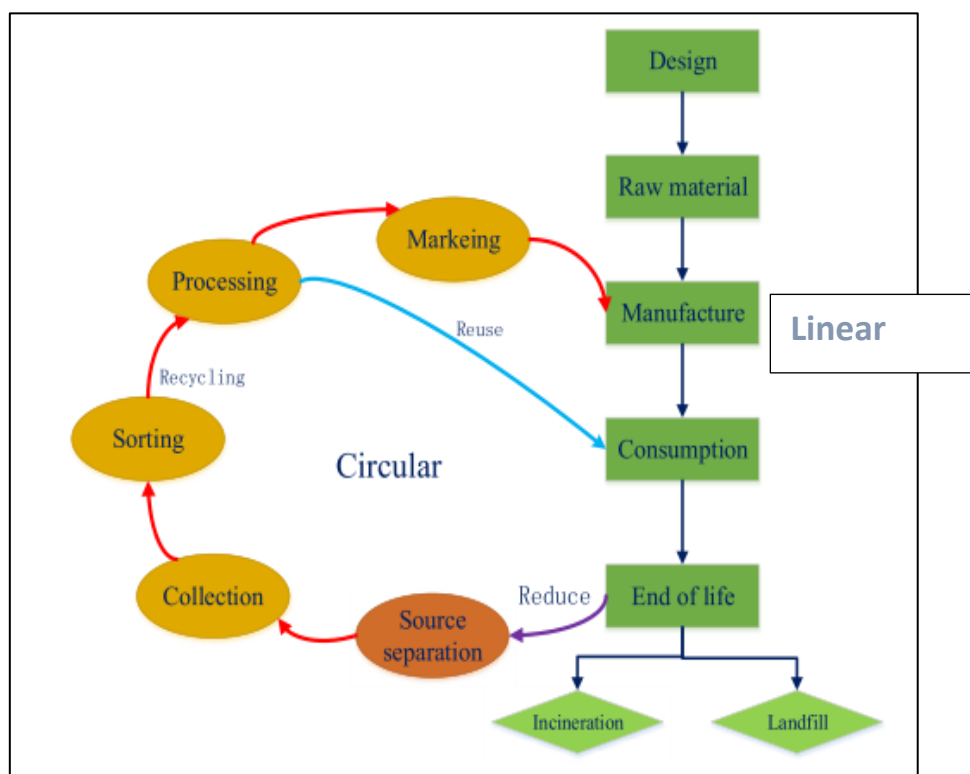 Design
Raw material
Markeing
Processing
Manufacture
Linear
Reuse
Recycling
Sorting
Consumption
Circular
Collection
Reduce
End of life
Source
separation
Incineration
Landfill